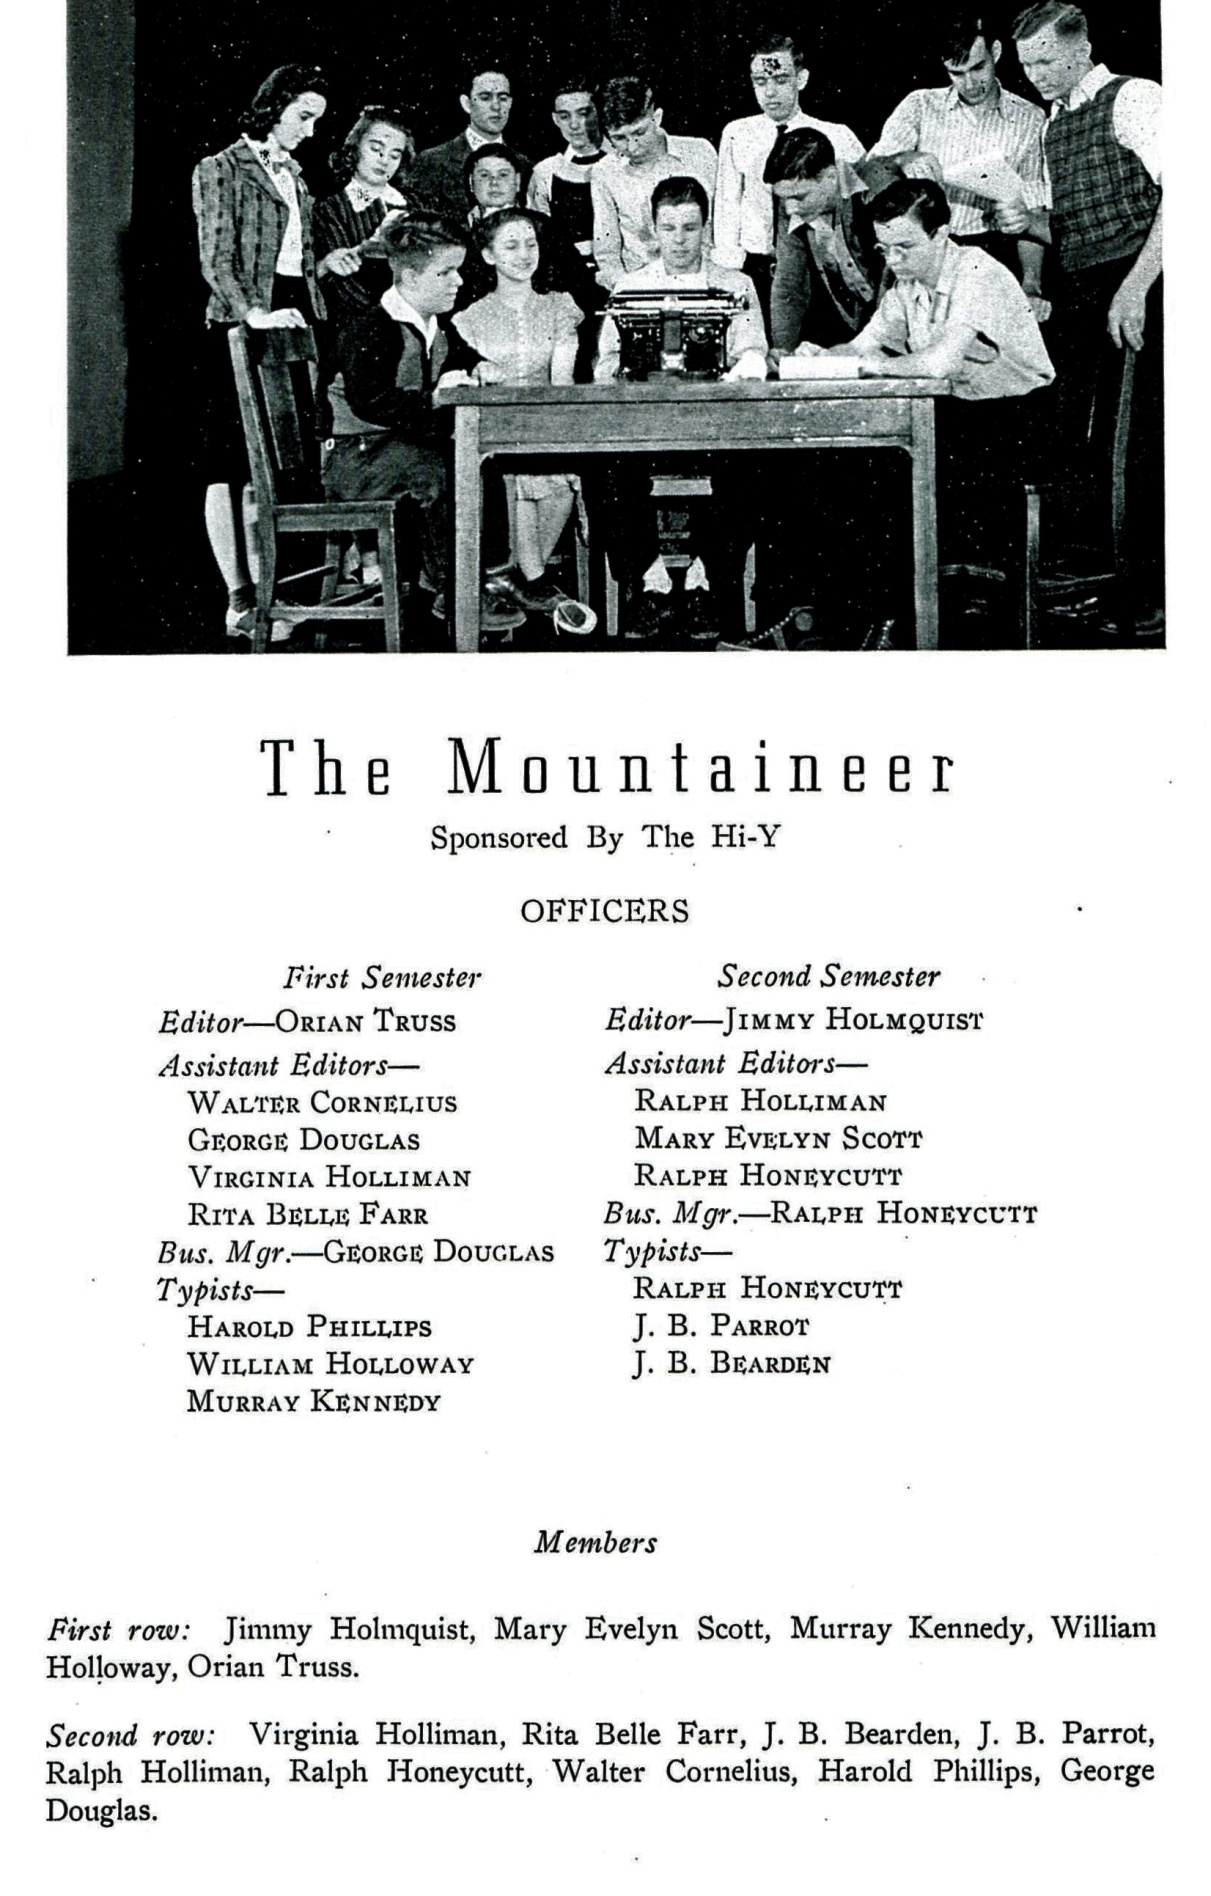 The Mountaineer
Sponsored By The Hi-Y
OFFICERS
First Semester
Editor—ORIAN TRUSS
Assistant Editors—
WALTER CORNELIUS
GEORGE DOUGLAS
VIRGINIA HOLLIMAN
RITA BELLE FARR
Bus. Mgr.—GEORGE DOUGLAS
Typists—
HAROLD PHILLIPS
WILLIAM HOLLOWAY
MURRAY KENNEDY
Second Semester
Editor—JIMMY HOLMQUIST
Assistant Editors—
RALPH HOLLIMAN
MARY EVELYN SCOTT
RALPH HONEYCUTT
Bus. Mgr.—RALPH HONEYCUTT
Typists—
RALPH HONEYCUTT
J. B. PARROT
J. B. BEARDEN
Members
First row: Jimmy Holmquist, Mary Evelyn Scott, Murray Kennedy, William
Holloway, Orian Truss.
Second row: Virginia Holliman, Rita Belle Farr, J. B. Bearden, J. B. Parrot,
Ralph Holliman, Ralph Honeycutt, Walter Cornelius, Harold Phillips, George
Douglas.